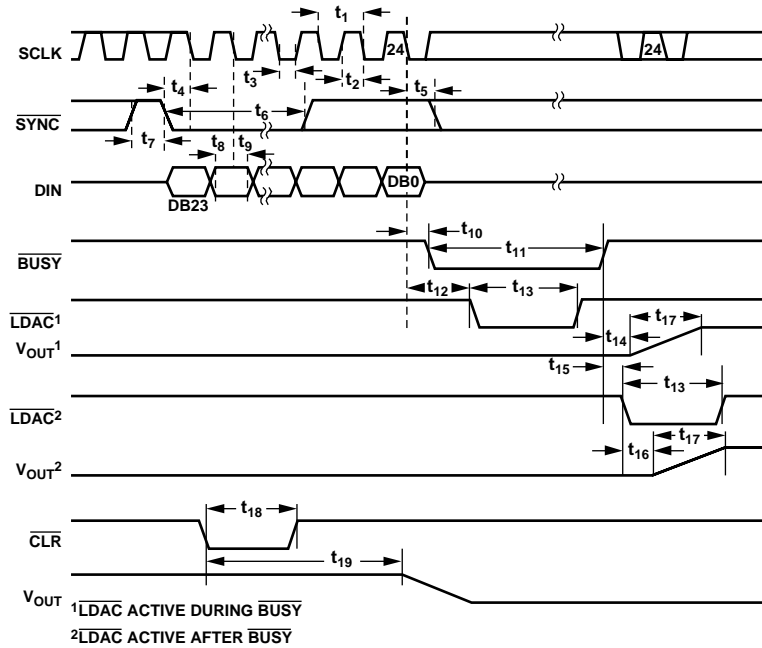 t1
SCLK
24
24
t3
t2
t4
t5
t6
SYNC
t7
t8
t9
DIN
DB23
DB0
t10
t11
BUSY
t12
t13
LDAC1
t17
t14
VOUT1
t15
t13
LDAC2
t17
t16
VOUT2
t18
CLR
t19
VOUT
1LDAC ACTIVE DURING BUSY
2LDAC ACTIVE AFTER BUSY